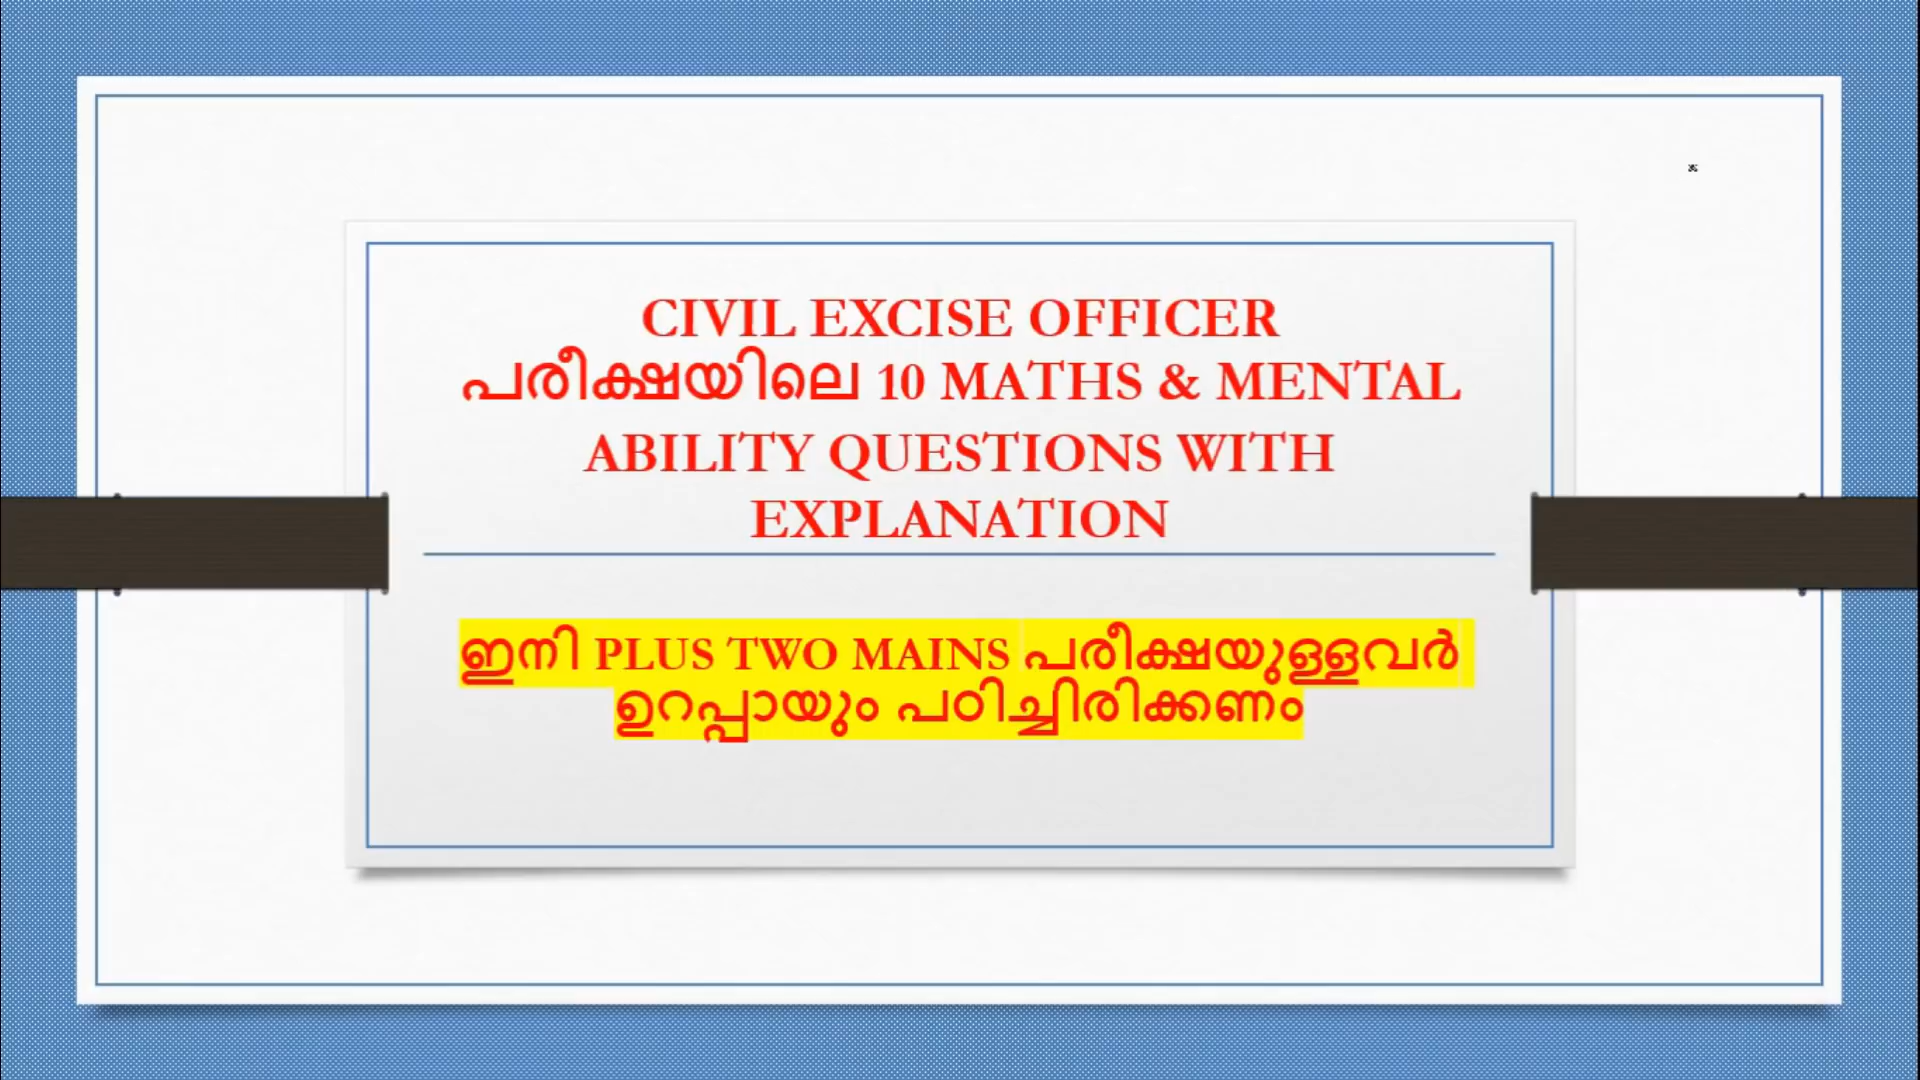 CIVIL EXCISE OFFICER
പരീക്ഷയിലെ 10 MATHS & MENTAL
ABILITY QUESTIONS WITH
EXPLANATION
ഇനി PLUS TWO MAINS പരീക്ഷയുള്ളവർ
ഉറപ്പായും പഠിച്ചിരിക്കണം